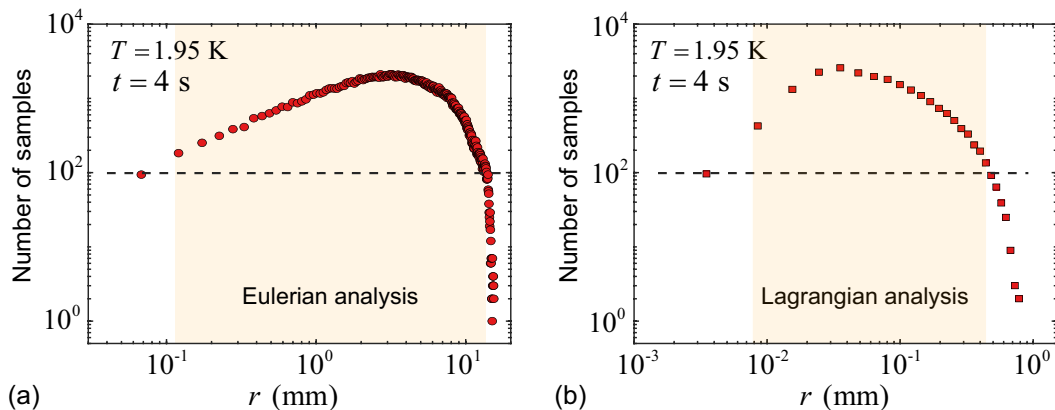 Number of samples
10^4
10^2
10^0
T = 1.95 K
t = 4 s
Eulerian analysis
10^-1
10^0
10^1
r (mm)
(a)
Number of samples
10^4
10^2
10^0
T = 1.95 K
t = 4 s
Lagrangian analysis
10^-3
10^-2
10^-1
10^0
r (mm)
(b)